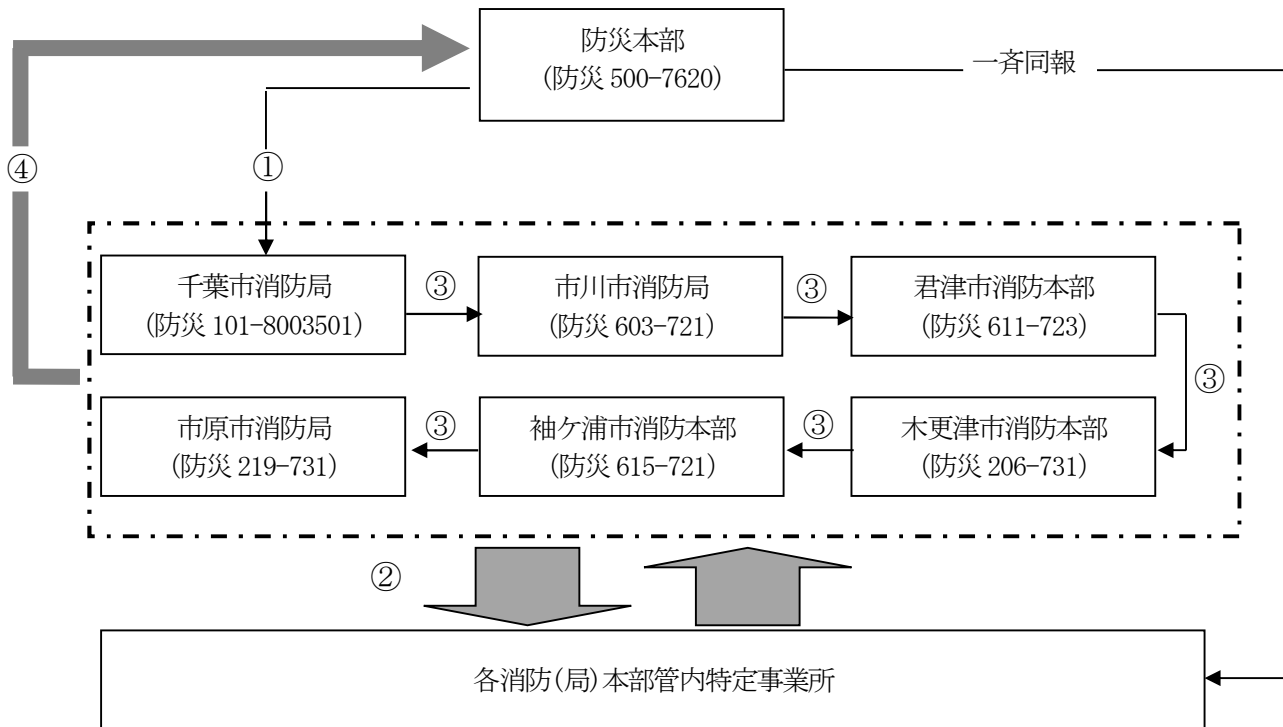 防災本部
(防災 500-7620)
一斉同報
④
①
千葉市消防局
(防災 101-8003501)
③
市川市消防局
(防災 603-721)
③
君津市消防本部
(防災 611-723)
③
市原市消防局
(防災 219-731)
③
袖ケ浦市消防本部
(防災 615-721)
③
木更津市消防本部
(防災 206-731)
②
各消防(局)本部管内特定事業所